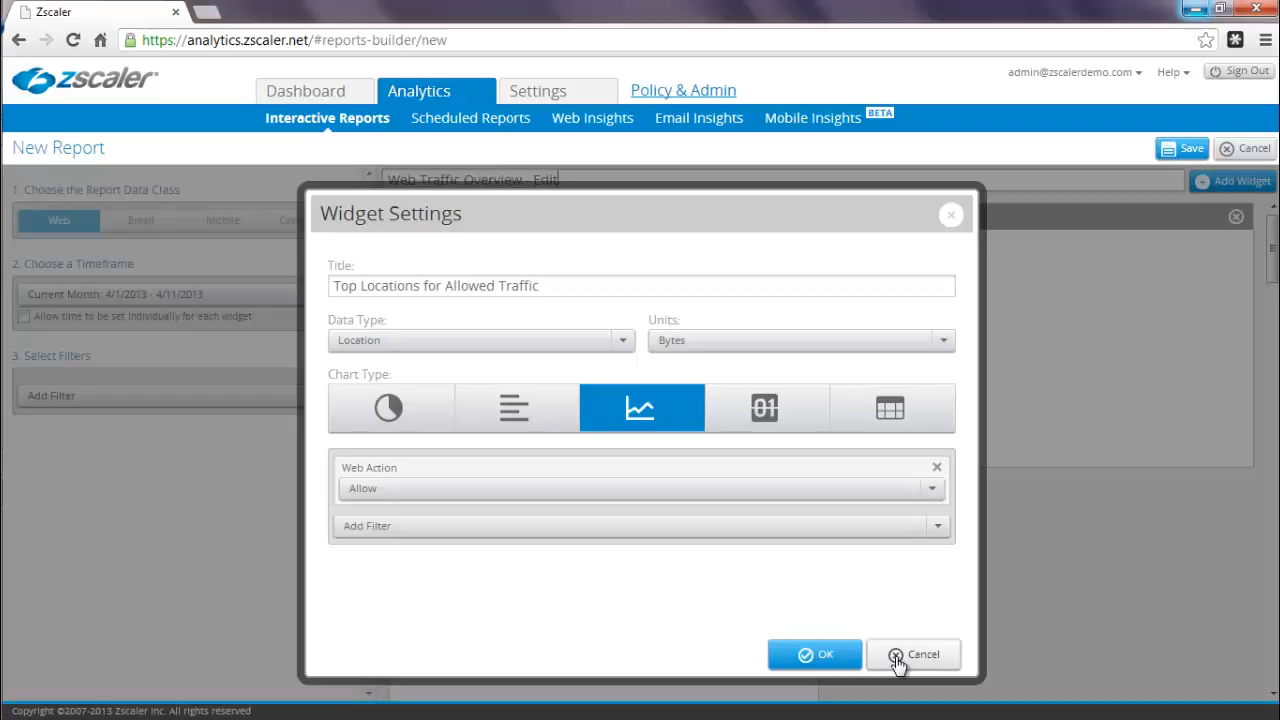 Zscaler
https://analytics.zscaler.net/#reports-builder/new
zscaler
Dashboard Analytics Settings Policy & Admin
admin@zscalerdemo.com Help Sign Out
Interactive Reports Scheduled Reports Web Insights Email Insights Mobile Insights BETA
New Report
Save Cancel
1. Choose the Report Data Class
Web Traffic Overview - Edit
Add Widget
Web Email Mobile
2. Choose a Timeframe
Current Month: 4/1/2013 - 4/11/2013
Allow time to be set individually for each widget
3. Select Filters
Add Filter
Widget Settings
Title:
Top Locations for Allowed Traffic
Data Type: Units:
Location Bytes
Chart Type:
01
Web Action
Allow
Add Filter
OK Cancel
Copyright ©2007-2013 Zscaler Inc. All rights reserved